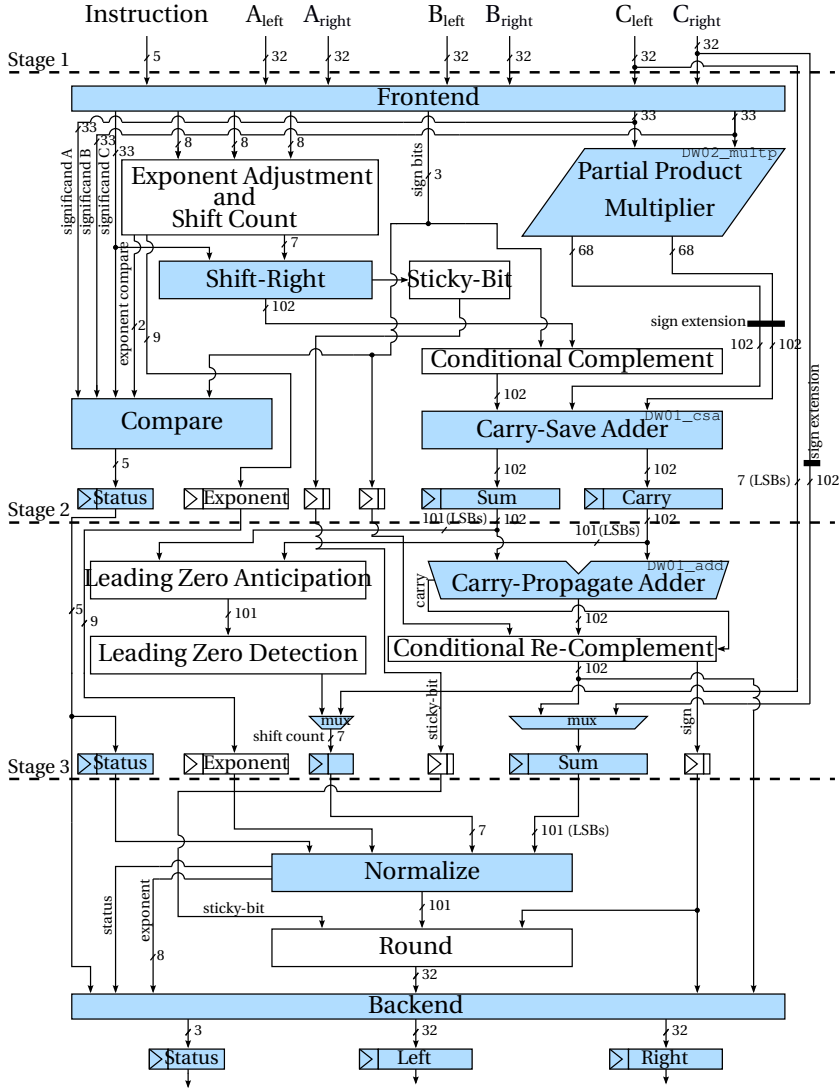 Instruction A_left A_right B_left B_right C_left C_right
5 32 32 32 32 32 32
Stage 1
Frontend
33 33 33 8 8 8 sign bits 3 33 33
significand A
significand B
significand C
DW02_multp
Exponent Adjustment
and
Shift Count
Partial Product
Multiplier
7 68 68
Shift-Right
Sticky-Bit
102
exponent compare
2
9
sign extension
102 102
Conditional Complement
102
sign extension
DW01_csa
Compare
Carry-Save Adder
5 102 102
7 (LSBs) 102
Status Exponent Sum Carry
Stage 2
101(LSBs) 102 102
101(LSBs)
DW01_add
Leading Zero Anticipation
Carry-Propagate Adder
carry
5
9
101 102
Leading Zero Detection
Conditional Re-Complement
102
sticky-bit
sign
mux mux
shift count 7
Status Exponent Sum
Stage 3
7 101 (LSBs)
Normalize
status
exponent
8
sticky-bit
101
Round
32
Backend
3 32 32
Status Left Right